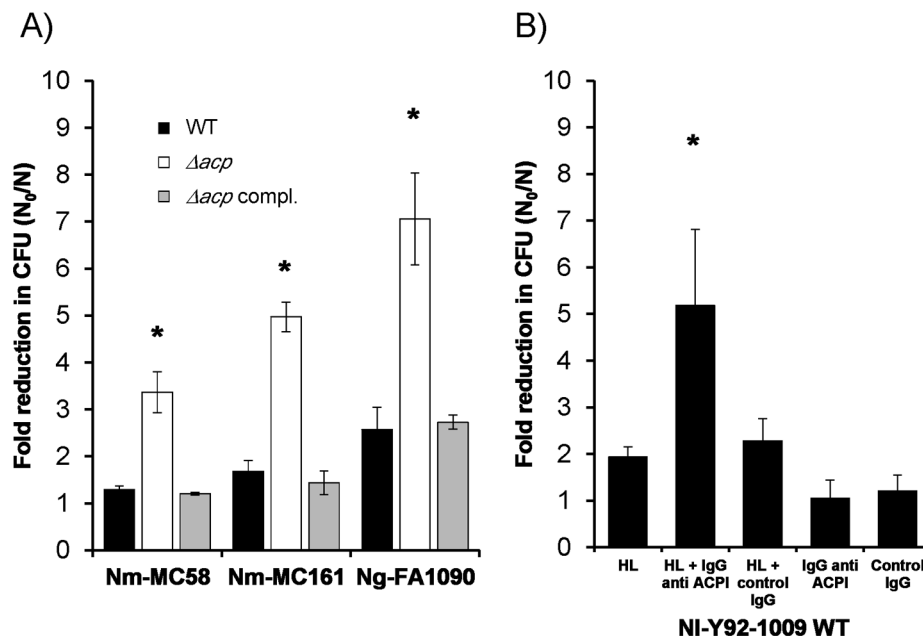 A)
Fold reduction in CFU (N₀/N)
10
9
8
7
6
5
4
3
2
1
0
WT
Δacp
Δacp compl.
*
*
*
Nm-MC58 Nm-MC161 Ng-FA1090
B)
Fold reduction in CFU (N₀/N)
10
9
8
7
6
5
4
3
2
1
0
*
HL
HL + IgG
anti ACPI
HL +
control
IgG
IgG anti
ACPI
Control
IgG
NI-Y92-1009 WT